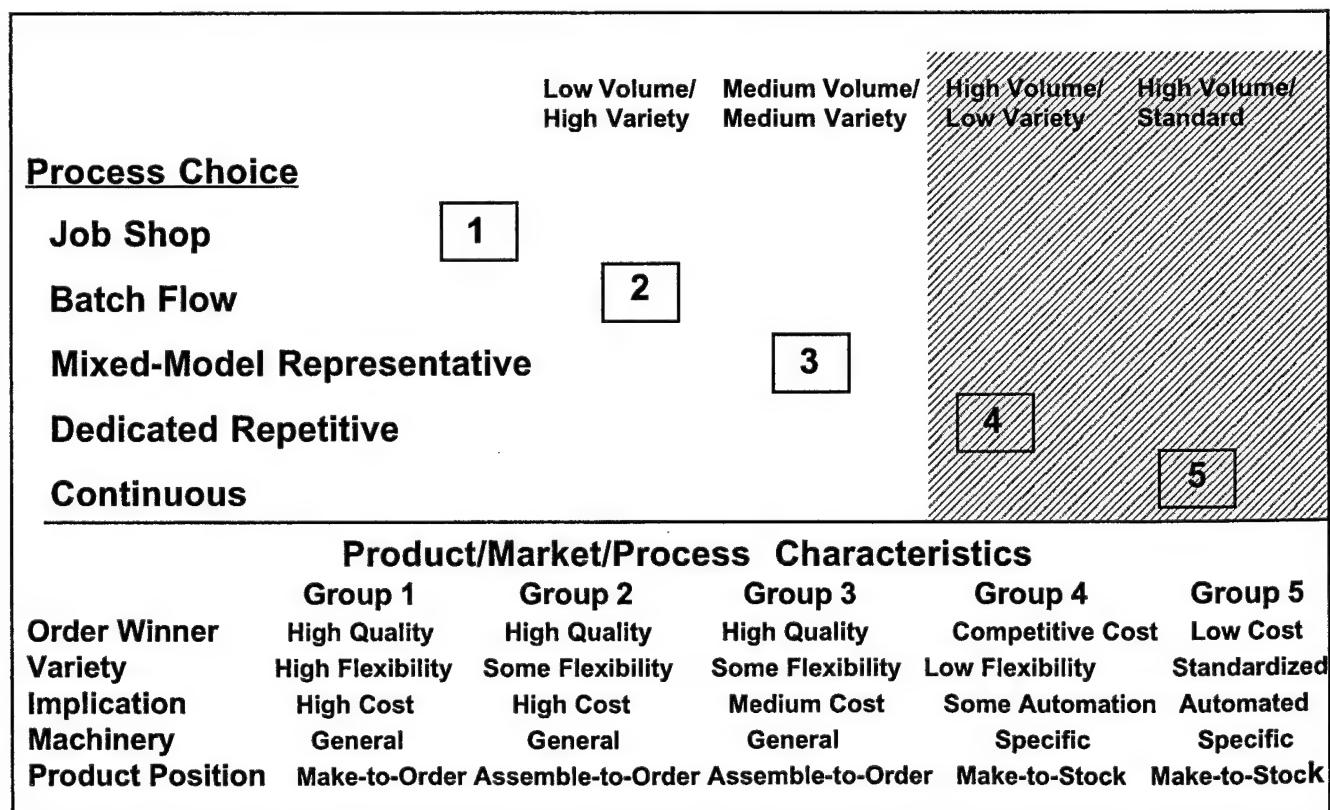 Low Volume/ Medium Volume/ High Volume/ High Volume/
High Variety Medium Variety Low Variety Standard
Process Choice
Job Shop 1
Batch Flow 2
Mixed-Model Representative 3
Dedicated Repetitive 4
Continuous 5
Product/Market/Process Characteristics
Group 1 Group 2 Group 3 Group 4 Group 5
Order Winner High Quality High Quality High Quality Competitive Cost Low Cost
Variety High Flexibility Some Flexibility Some Flexibility Low Flexibility Standardized
Implication High Cost High Cost Medium Cost Some Automation Automated
Machinery General General General Specific Specific
Product Position Make-to-Order Assemble-to-Order Assemble-to-Order Make-to-Stock Make-to-Stock